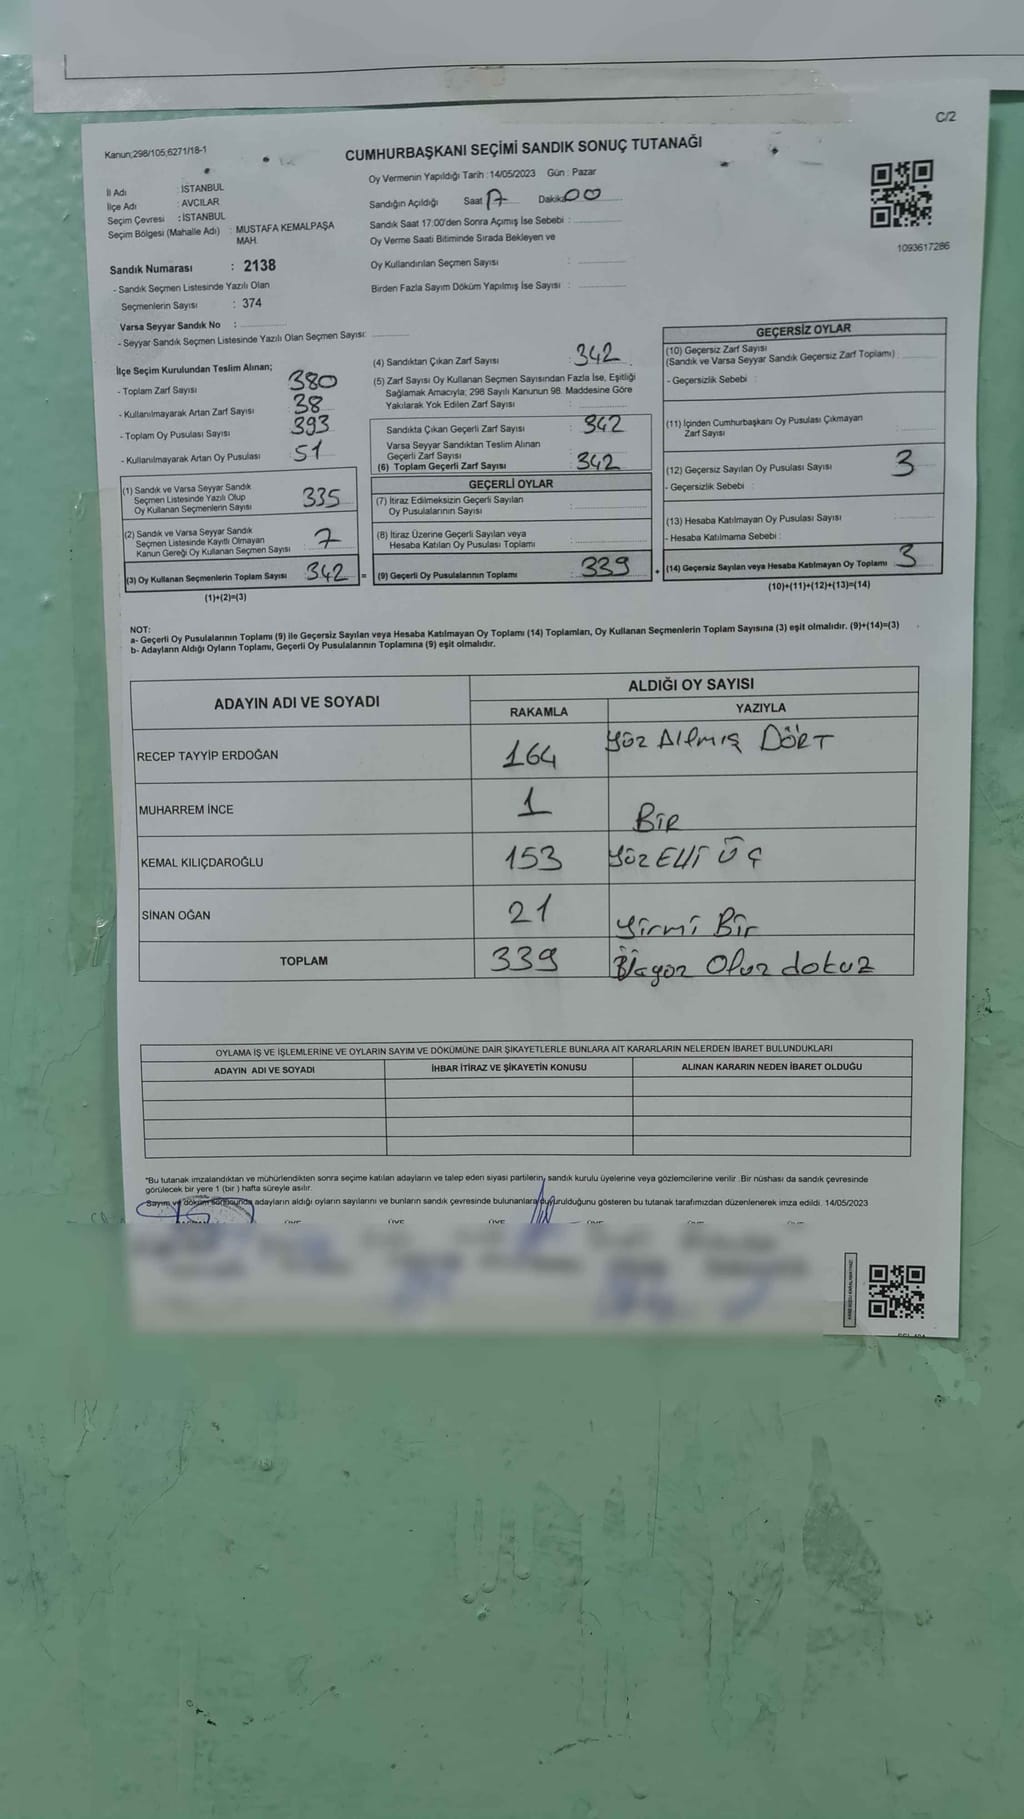 C/2
Kanun;298/105;6271/18-1
CUMHURBAŞKANI SEÇİMİ SANDIK SONUÇ TUTANAĞI
Oy Vermenin Yapıldığı Tarih : 14/05/2023 Gün : Pazar
İl Adı : İSTANBUL
İlçe Adı : AVCILAR
Seçim Çevresi : İSTANBUL
Seçim Bölgesi (Mahalle Adı) : MUSTAFA KEMALPAŞA
MAH.
Sandık Numarası : 2138
- Sandık Seçmen Listesinde Yazılı Olan
Seçmenlerin Sayısı : 374
Varsa Seyyar Sandık No :
- Seyyar Sandık Seçmen Listesinde Yazılı Olan Seçmen Sayısı:
Sandığın Açıldığı Saat Dakika 00
Sandık Saat 17:00'den Sonra Açımış İse Sebebi :
Oy Verme Saati Bitiminde Sırada Bekleyen ve
Oy Kullandırılan Seçmen Sayısı :
Birden Fazla Sayım Döküm Yapılmış İse Sayısı :
1093617286
İlçe Seçim Kurulundan Teslim Alınan;
- Toplam Zarf Sayısı : 380
- Kullanılmayarak Artan Zarf Sayısı : 38
- Toplam Oy Pusulası Sayısı : 393
- Kullanılmayarak Artan Oy Pusulası : 51
(1) Sandık ve Varsa Seyyar Sandık
Seçmen Listesinde Yazılı Olup
Oy Kullanan Seçmenlerin Sayısı 335
(2) Sandık ve Varsa Seyyar Sandık
Seçmen Listesinde Kayıtlı Olmayan
Kanun Gereği Oy Kullanan Seçmen Sayısı 7
(3) Oy Kullanan Seçmenlerin Toplam Sayısı 342 =
(1)+(2)=(3)
(4) Sandıktan Çıkan Zarf Sayısı : 342
(5) Zarf Sayısı Oy Kullanan Seçmen Sayısından Fazla İse, Eşitliği
Sağlamak Amacıyla; 298 Sayılı Kanunun 98. Maddesine Göre
Yakılarak Yok Edilen Zarf Sayısı :
Sandıkta Çıkan Geçerli Zarf Sayısı : 342
Varsa Seyyar Sandıktan Teslim Alınan
Geçerli Zarf Sayısı :
(6) Toplam Geçerli Zarf Sayısı 342
GEÇERLİ OYLAR
(7) İtiraz Edilmeksizin Geçerli Sayılan
Oy Pusulalarının Sayısı :
(8) İtiraz Üzerine Geçerli Sayılan veya
Hesaba Katılan Oy Pusulası Toplamı :
(9) Geçerli Oy Pusulalarının Toplamı 339 +
GEÇERSİZ OYLAR
(10) Geçersiz Zarf Sayısı
(Sandık ve Varsa Seyyar Sandık Geçersiz Zarf Toplamı) :
- Geçersizlik Sebebi :
(11) İçinden Cumhurbaşkanı Oy Pusulası Çıkmayan
Zarf Sayısı
(12) Geçersiz Sayılan Oy Pusulası Sayısı 3
- Geçersizlik Sebebi :
(13) Hesaba Katılmayan Oy Pusulası Sayısı :
- Hesaba Katılmama Sebebi :
(14) Geçersiz Sayılan veya Hesaba Katılmayan Oy Toplamı 3
(10)+(11)+(12)+(13)=(14)
NOT:
a- Geçerli Oy Pusulalarının Toplamı (9) ile Geçersiz Sayılan veya Hesaba Katılmayan Oy Toplamı (14) Toplamları, Oy Kullanan Seçmenlerin Toplam Sayısına (3) eşit olmalıdır. (9)+(14)=(3)
b- Adayların Aldığı Oyların Toplamı, Geçerli Oy Pusulalarının Toplamına (9) eşit olmalıdır.
ADAYIN ADI VE SOYADI ALDIĞI OY SAYISI
RAKAMLA YAZIYLA
RECEP TAYYİP ERDOĞAN 164 Yüz Altmış DÖRT
MUHARREM İNCE 1 BİR
KEMAL KILIÇDAROĞLU 153 Yüz Elli ÜÇ
SİNAN OĞAN 21 Yirmi Bir
TOPLAM 339 Üçyüz Otuz dokuz
OYLAMA İŞ VE İŞLEMLERİNE VE OYLARIN SAYIM VE DÖKÜMÜNE DAİR ŞİKAYETLERLE BUNLARA AİT KARARLARIN NELERDEN İBARET BULUNDUKLARI
ADAYIN ADI VE SOYADI İHBAR İTİRAZ VE ŞİKAYETİN KONUSU ALINAN KARARIN NEDEN İBARET OLDUĞU
*Bu tutanak imzalandıktan ve mühürlendikten sonra seçime katılan adayların ve talep eden siyasi partilerin, sandık kurulu üyelerine veya gözlemcilerine verilir. Bir nüshası da sandık çevresinde
görülecek bir yere 1 (bir ) hafta süreyle asılır.
Sayım ve döküm sonucunda adayların aldığı oyların sayılarını ve bunların sandık çevresinde bulunanlara duyurulduğunu gösteren bu tutanak tarafımızdan düzenlenerek imza edildi. 14/05/2023